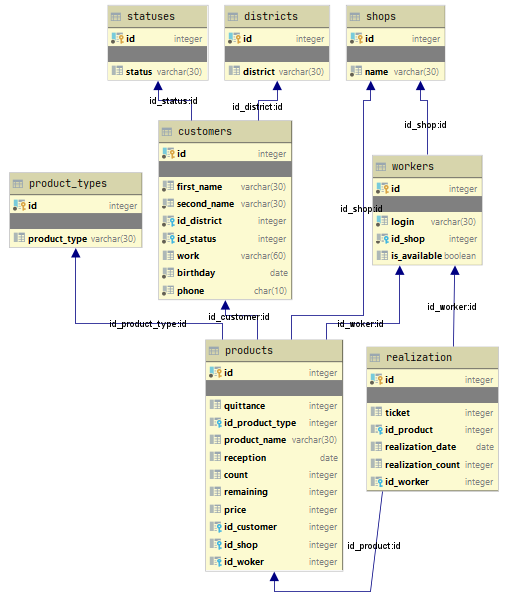 statuses
id integer
status varchar(30)
districts
id integer
district varchar(30)
shops
id integer
name varchar(30)
id_status:id
id_district:id
id_shop:id
customers
id integer
first_name varchar(30)
second_name varchar(30)
id_district integer
id_status integer
work varchar(60)
birthday date
phone char(10)
workers
id integer
login varchar(30)
id_shop integer
is_available boolean
product_types
id integer
product_type varchar(30)
id_shop:id
id_product_type:id
id_customer:id
id_woker:id
id_worker:id
products
id integer
quittance integer
id_product_type integer
product_name varchar(30)
reception date
count integer
remaining integer
price integer
id_customer integer
id_shop integer
id_woker integer
realization
id integer
ticket integer
id_product integer
realization_date date
realization_count integer
id_worker integer
id_product:id